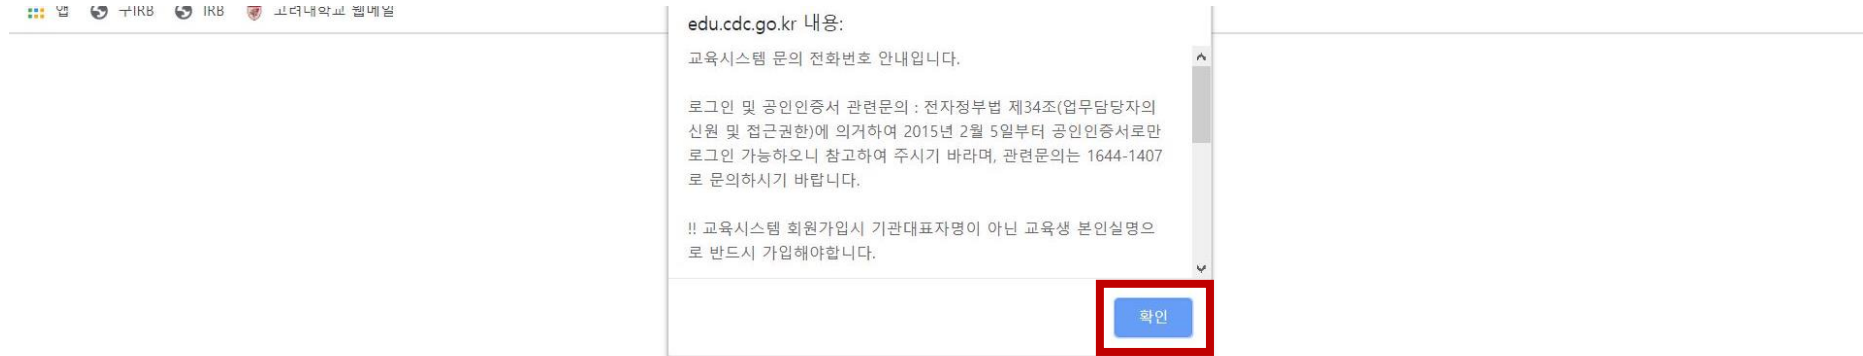 앱 구IRB IRB 고려대학교 웹메일
edu.cdc.go.kr 내용:
교육시스템 문의 전화번호 안내입니다.
로그인 및 공인인증서 관련문의 : 전자정부법 제34조(업무담당자의
신원 및 접근권한)에 의거하여 2015년 2월 5일부터 공인인증서로만
로그인 가능하오니 참고하여 주시기 바라며, 관련문의는 1644-1407
로 문의하시기 바랍니다.
!! 교육시스템 회원가입시 기관대표자명이 아닌 교육생 본인실명으
로 반드시 가입해야합니다.
확인